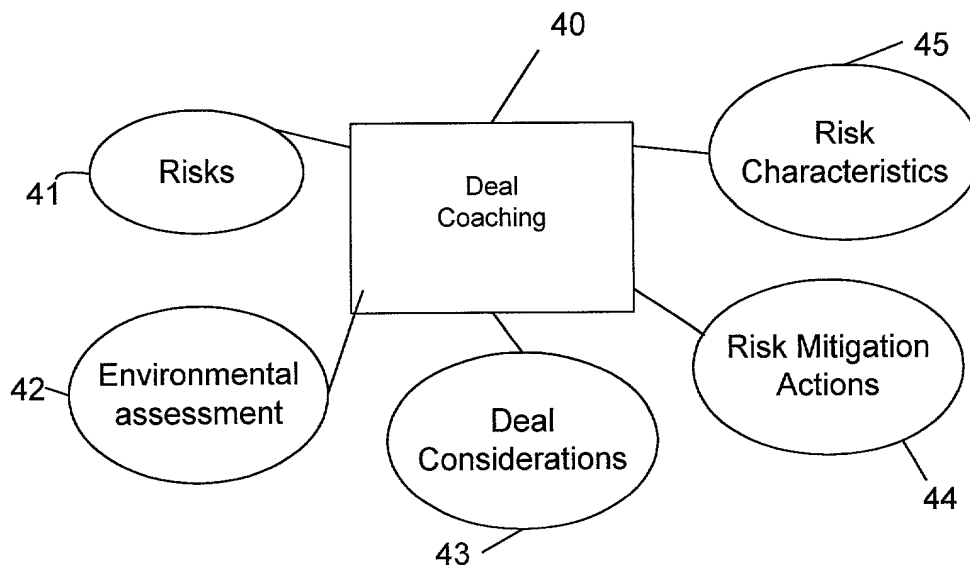 40
45
Risks
41
Deal
Coaching
Risk
Characteristics
Environmental
assessment
42
Deal
Considerations
43
Risk Mitigation
Actions
44